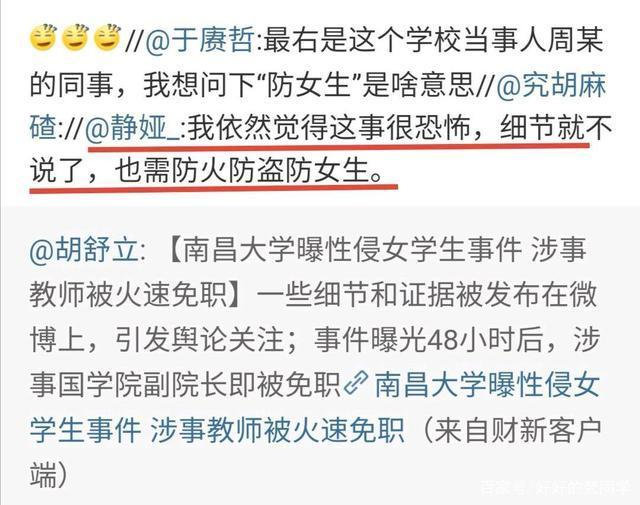 //@于赓哲:最右是这个学校当事人周某
的同事，我想问下“防女生”是啥意思//@究胡麻
碴://@静娅_:我依然觉得这事很恐怖，细节就不
说了，也需防火防盗防女生。
@胡舒立: 【南昌大学曝性侵女学生事件 涉事
教师被火速免职】一些细节和证据被发布在微
博上，引发舆论关注；事件曝光48小时后，涉
事国学院副院长即被免职 南昌大学曝性侵女
学生事件 涉事教师被火速免职（来自财新客户
端）
百家号/好好的梵同学